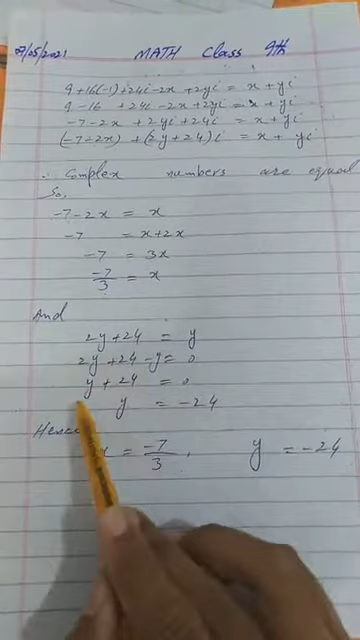 07/05/2021 MATH Class 9th
9+16(-1)+24i-2x+2yi = x+yi
9-16 +24i-2x+2yi = x+yi
-7-2x +2yi+24i = x+yi
(-7-2x) +(2y+24)i = x+ yi
∴ Complex numbers are equal
So,
-7-2x = x
-7 = x+2x
-7 = 3x
-7/3 = x
And
2y+24 = y
2y+24-y = 0
y+24 = 0
y = -24
Hence
x = -7/3, y = -24